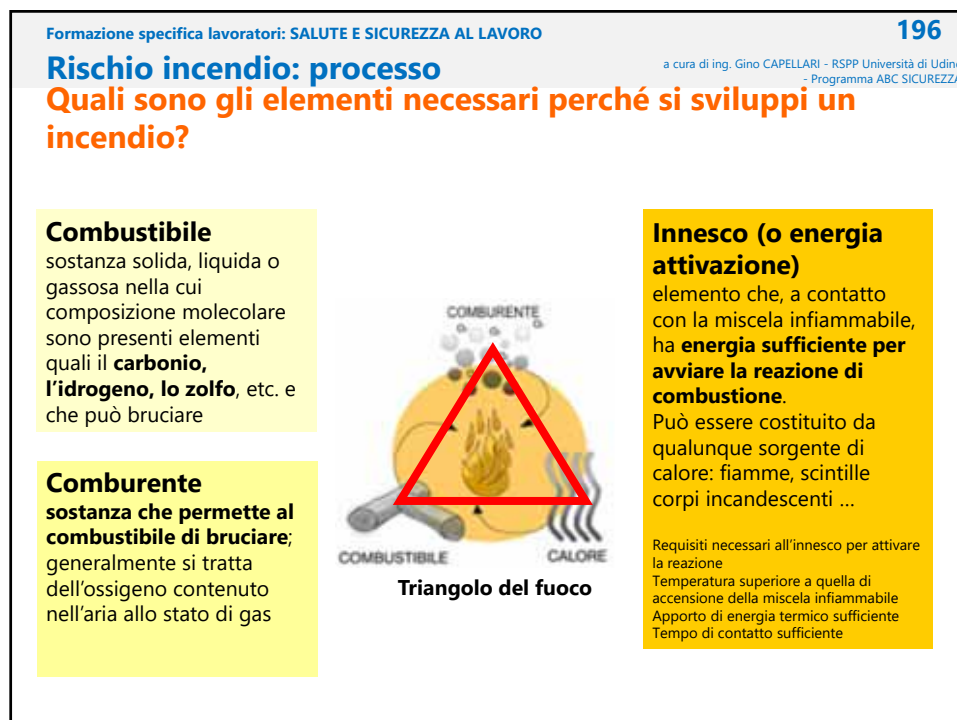 Formazione specifica lavoratori: SALUTE E SICUREZZA AL LAVORO
196
Rischio incendio: processo
a cura di ing. Gino CAPELLARI - RSPP Università di Udine
- Programma ABC SICUREZZA
Quali sono gli elementi necessari perché si sviluppi un
incendio?
Combustibile
sostanza solida, liquida o
gassosa nella cui
composizione molecolare
sono presenti elementi
quali il carbonio,
l'idrogeno, lo zolfo, etc. e
che può bruciare
Comburente
sostanza che permette al
combustibile di bruciare;
generalmente si tratta
dell'ossigeno contenuto
nell'aria allo stato di gas
COMBURENTE
COMBUSTIBILE
CALORE
Triangolo del fuoco
Innesco (o energia
attivazione)
elemento che, a contatto
con la miscela infiammabile,
ha energia sufficiente per
avviare la reazione di
combustione.
Può essere costituito da
qualunque sorgente di
calore: fiamme, scintille
corpi incandescenti ...
Requisiti necessari all'innesco per attivare
la reazione
Temperatura superiore a quella di
accensione della miscela infiammabile
Apporto di energia termico sufficiente
Tempo di contatto sufficiente